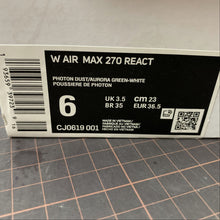 W AIR MAX 270 REACT
PHOTON DUST/AURORA GREEN-WHITE
POUSSIERE DE PHOTON
6
UK 3.5
cm 23
BR 35
EUR 36.5
CJ0619 001